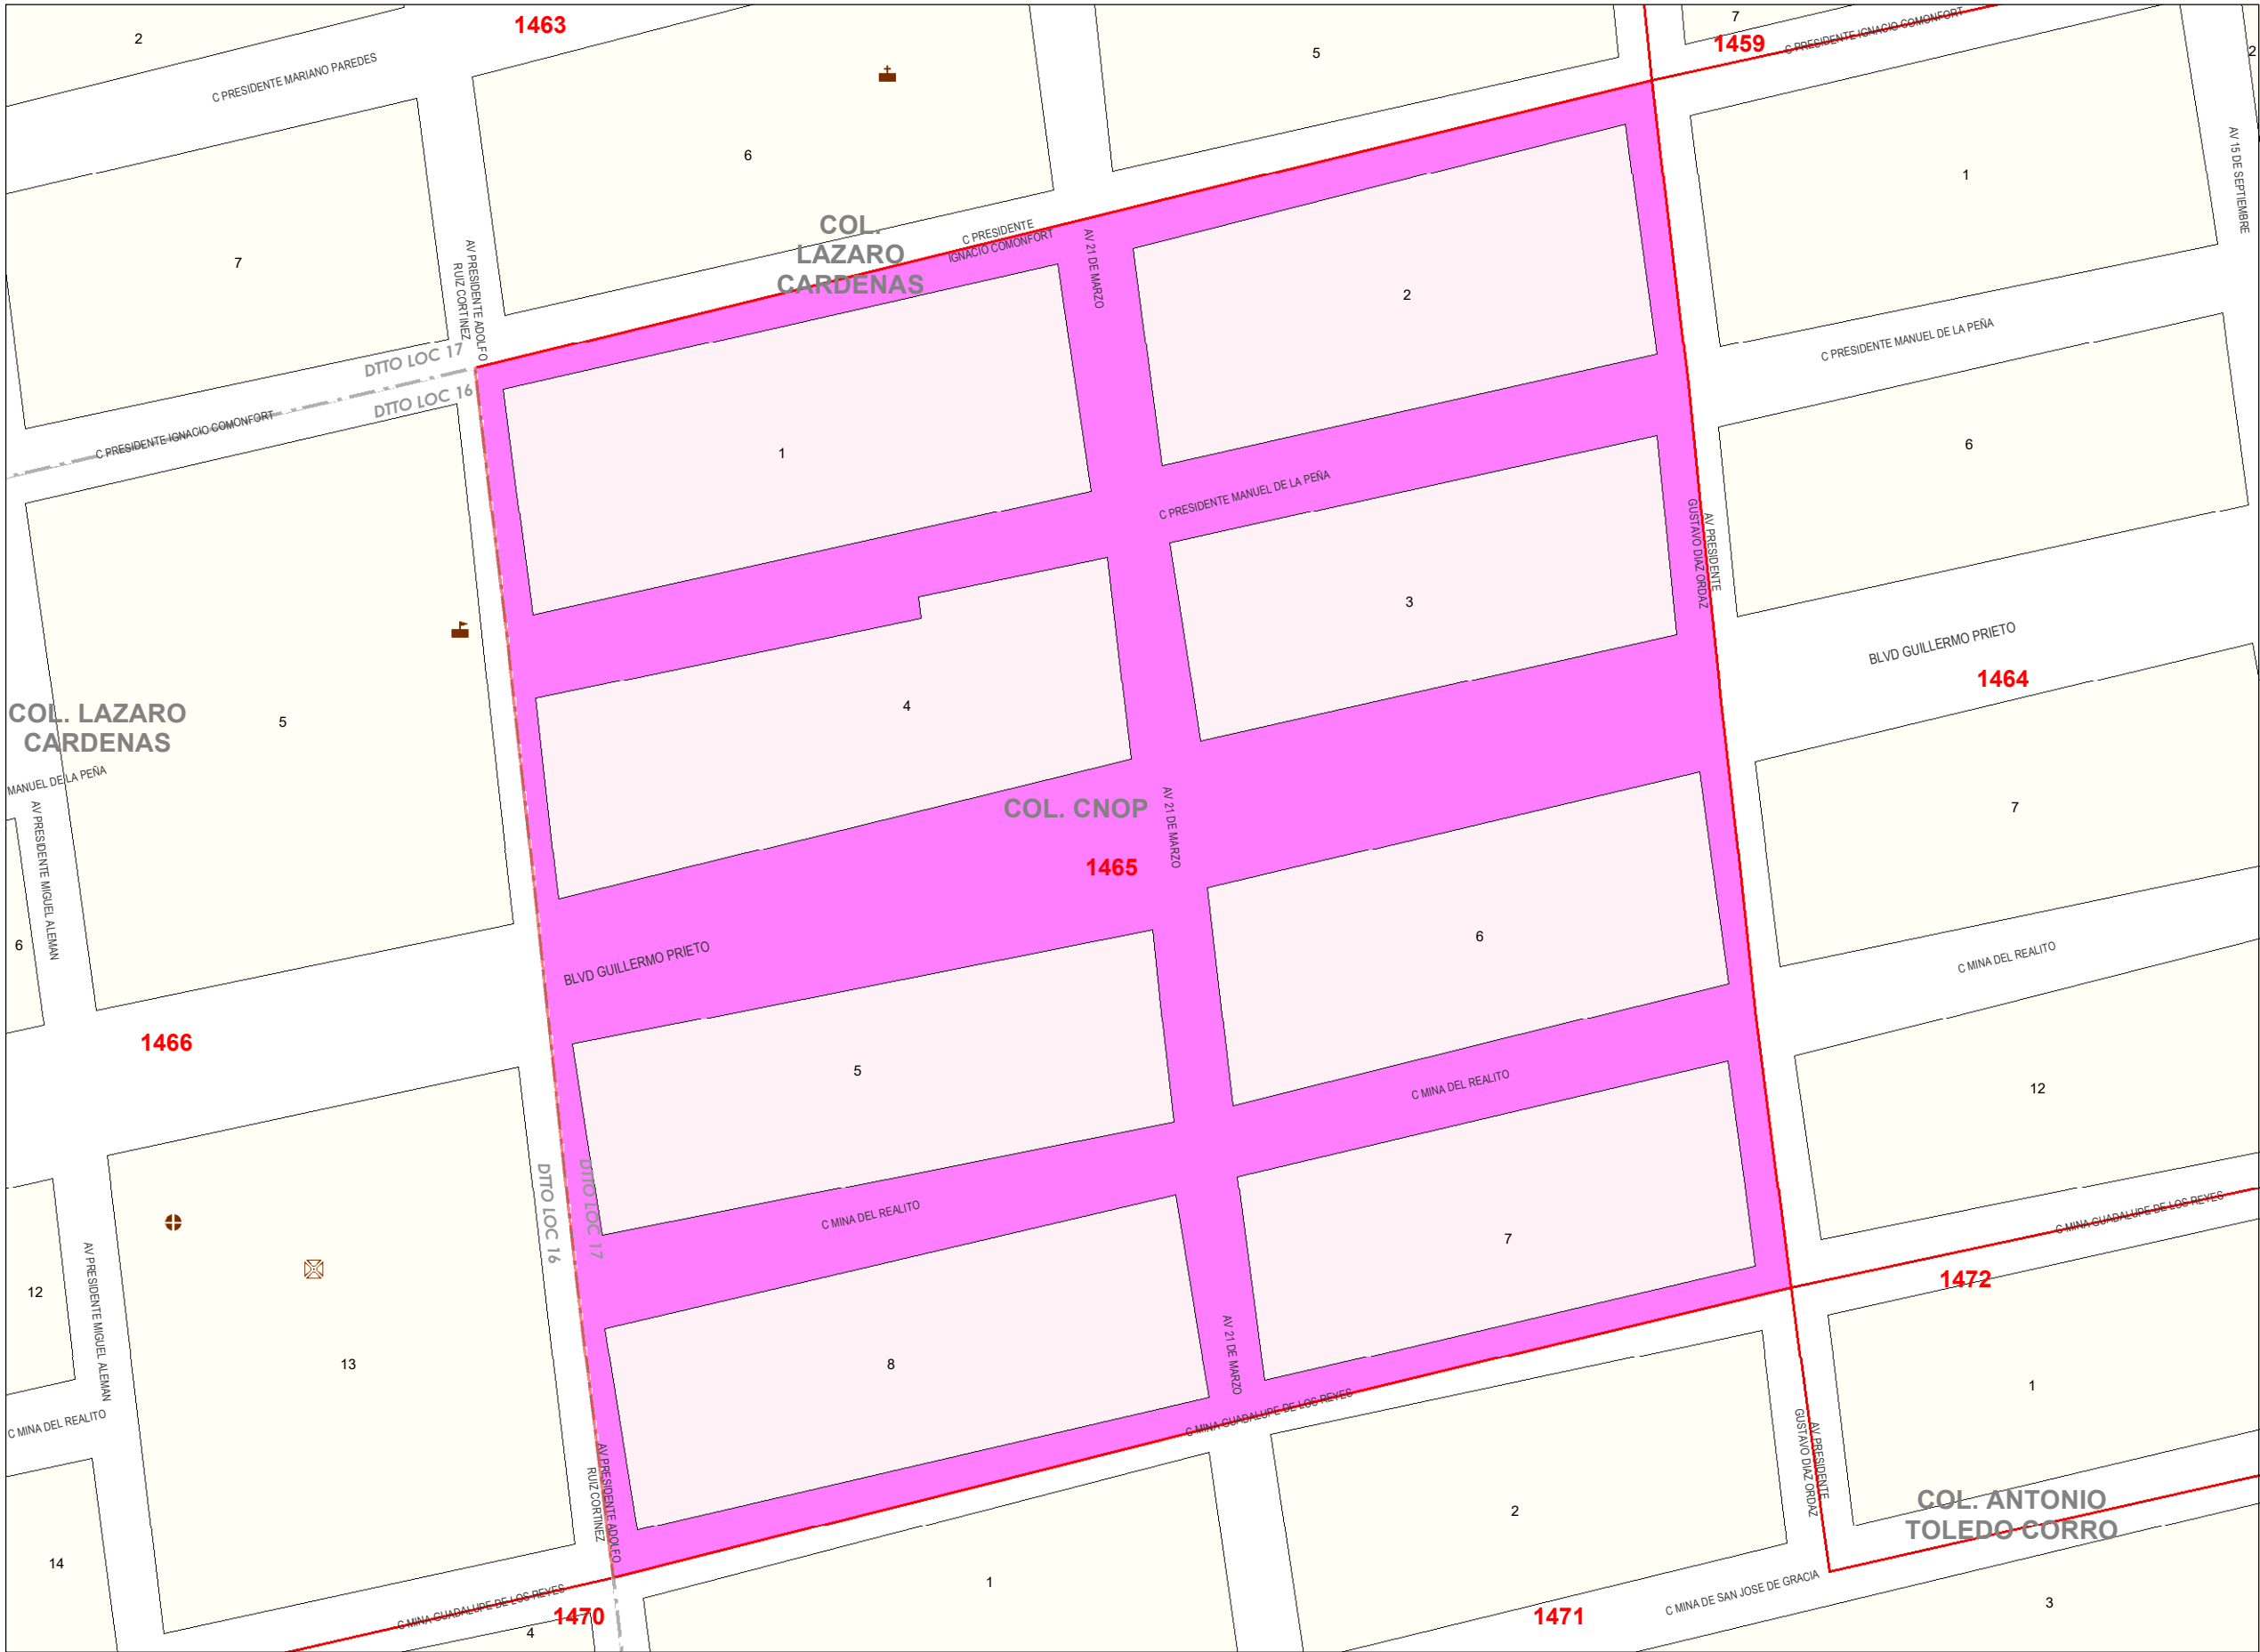 2
1463
C PRESIDENTE MARIANO PAREDES
5
7
1459
C PRESIDENTE IGNACIO COMONFORT
2
6
1
AV 15 DE SEPTIEMBRE
7
COL.
LAZARO
CARDENAS
C PRESIDENTE
IGNACIO COMONFORT
AV 21 DE MARZO
AV PRESIDENTE ADOLFO
RUIZ CORTINEZ
2
C PRESIDENTE MANUEL DE LA PEÑA
DTTO LOC 17
DTTO LOC 16
C PRESIDENTE IGNACIO COMONFORT
1
6
C PRESIDENTE MANUEL DE LA PEÑA
AV PRESIDENTE
GUSTAVO DIAZ ORDAZ
3
BLVD GUILLERMO PRIETO
1464
COL. LAZARO
CARDENAS
5
4
MANUEL DE LA PEÑA
AV PRESIDENTE MIGUEL ALEMAN
COL. CNOP
AV 21 DE MARZO
7
1465
6
6
BLVD GUILLERMO PRIETO
C MINA DEL REALITO
1466
5
C MINA DEL REALITO
12
DTTO LOC 16
DTTO LOC 17
C MINA DEL REALITO
7
C MINA GUADALUPE DE LOS REYES
1472
12
AV PRESIDENTE MIGUEL ALEMAN
13
8
AV 21 DE MARZO
C MINA GUADALUPE DE LOS REYES
1
C MINA DEL REALITO
AV PRESIDENTE ADOLFO
RUIZ CORTINEZ
AV PRESIDENTE
GUSTAVO DIAZ ORDAZ
COL. ANTONIO
TOLEDO CORRO
2
14
1
C MINA DE SAN JOSE DE GRACIA
3
C MINA GUADALUPE DE LOS REYES
1470
1471
4